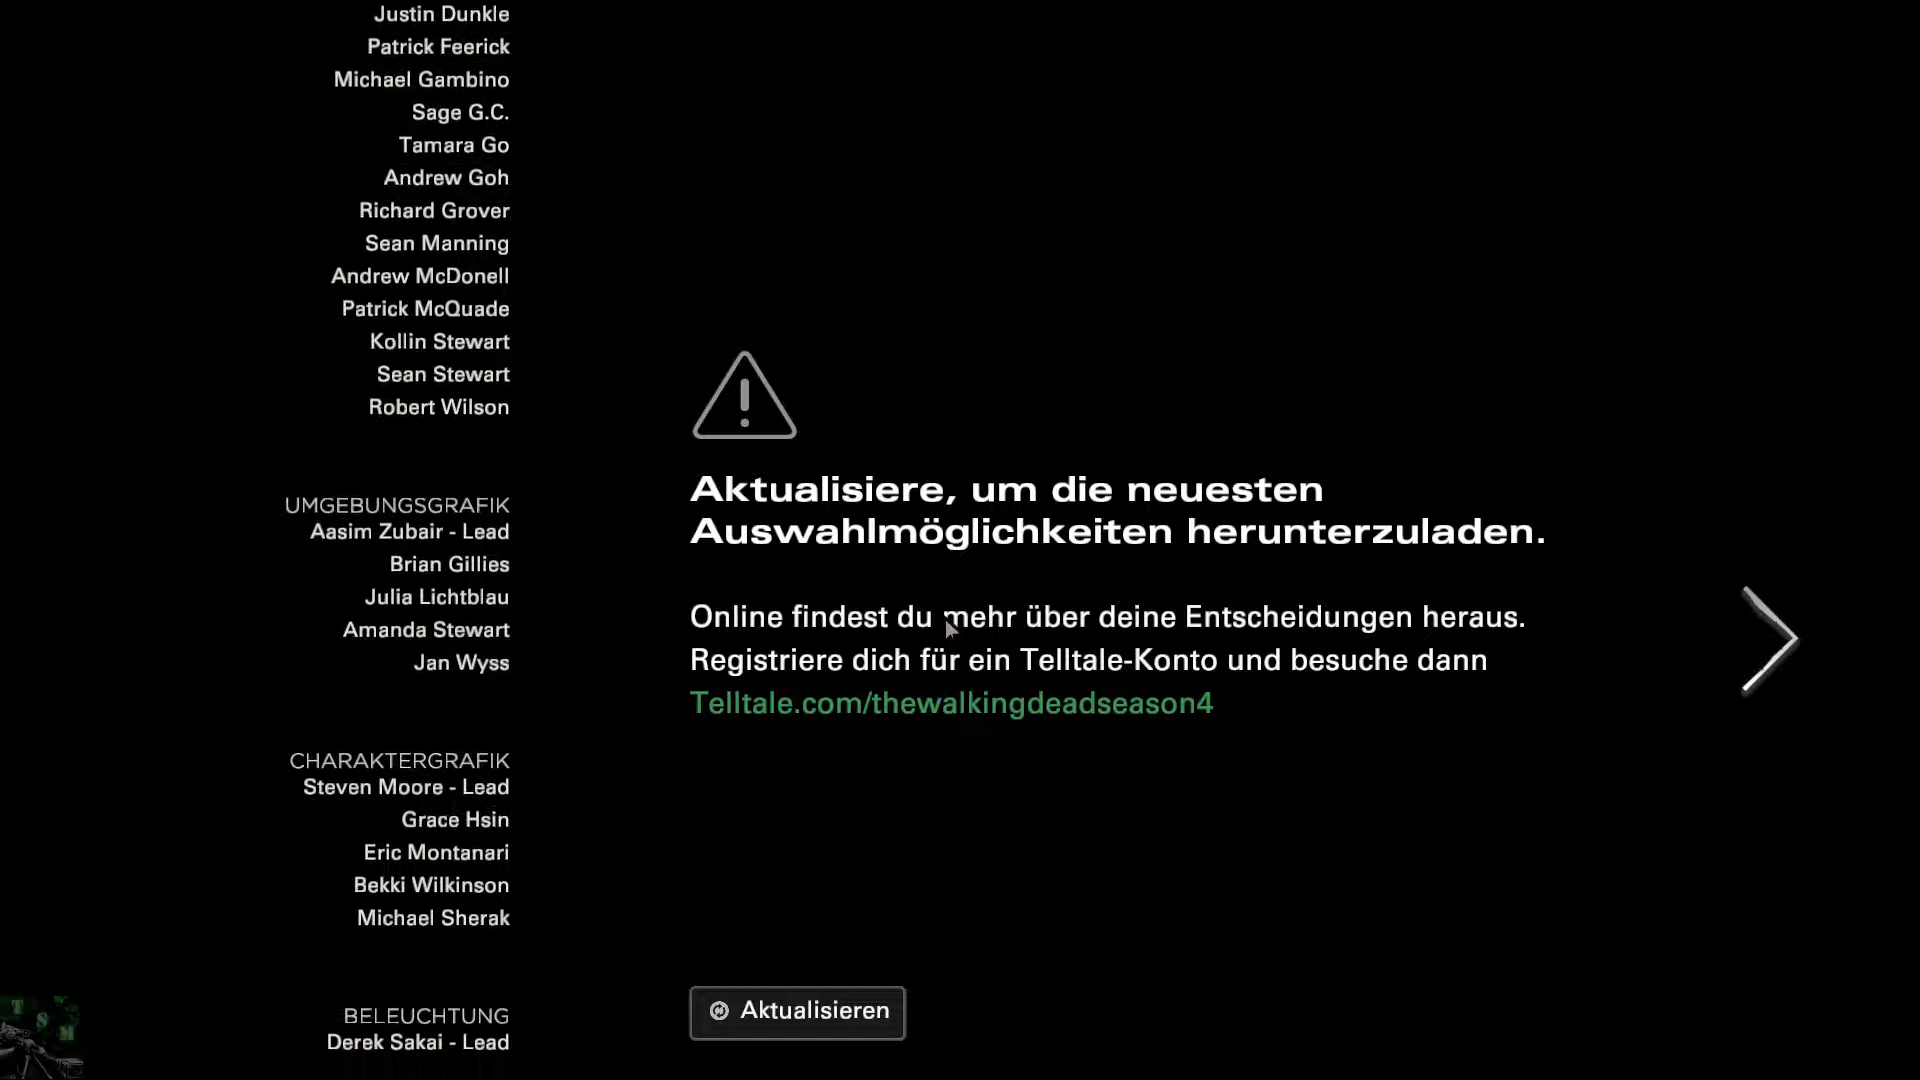 Justin Dunkle
Patrick Feerick
Michael Gambino
Sage G.C.
Tamara Go
Andrew Goh
Richard Grover
Sean Manning
Andrew McDonell
Patrick McQuade
Kollin Stewart
Sean Stewart
Robert Wilson
UMGEBUNGSGRAFIK
Aasim Zubair - Lead
Brian Gillies
Julia Lichtblau
Amanda Stewart
Jan Wyss
CHARAKTERGRAFIK
Steven Moore - Lead
Grace Hsin
Eric Montanari
Bekki Wilkinson
Michael Sherak
BELEUCHTUNG
Derek Sakai - Lead
Aktualisiere, um die neuesten
Auswahlmöglichkeiten herunterzuladen.
Online findest du mehr über deine Entscheidungen heraus.
Registriere dich für ein Telltale-Konto und besuche dann
Telltale.com/thewalkingdeadseason4
Aktualisieren
T S M